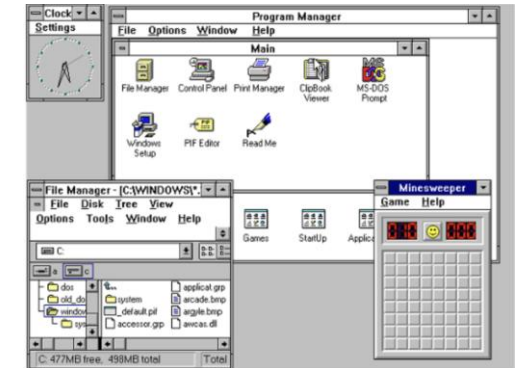 Clock
Settings
Program Manager
File Options Window Help
Main
File Manager
Control Panel
Print Manager
ClipBook Viewer
MS-DOS Prompt
Windows Setup
PIF Editor
Read Me
Games
StartUp
Applica
File Manager - [C:\WINDOWS\*.
File Disk Tree View
Options Tools Window Help
C:
a
c
dos
old_do
window
sys
system
_default.pif
accessor.grp
applicat.grp
arcade.bmp
argyle.bmp
awcas.dll
C: 477MB free, 498MB total
Total
Minesweeper
Game Help